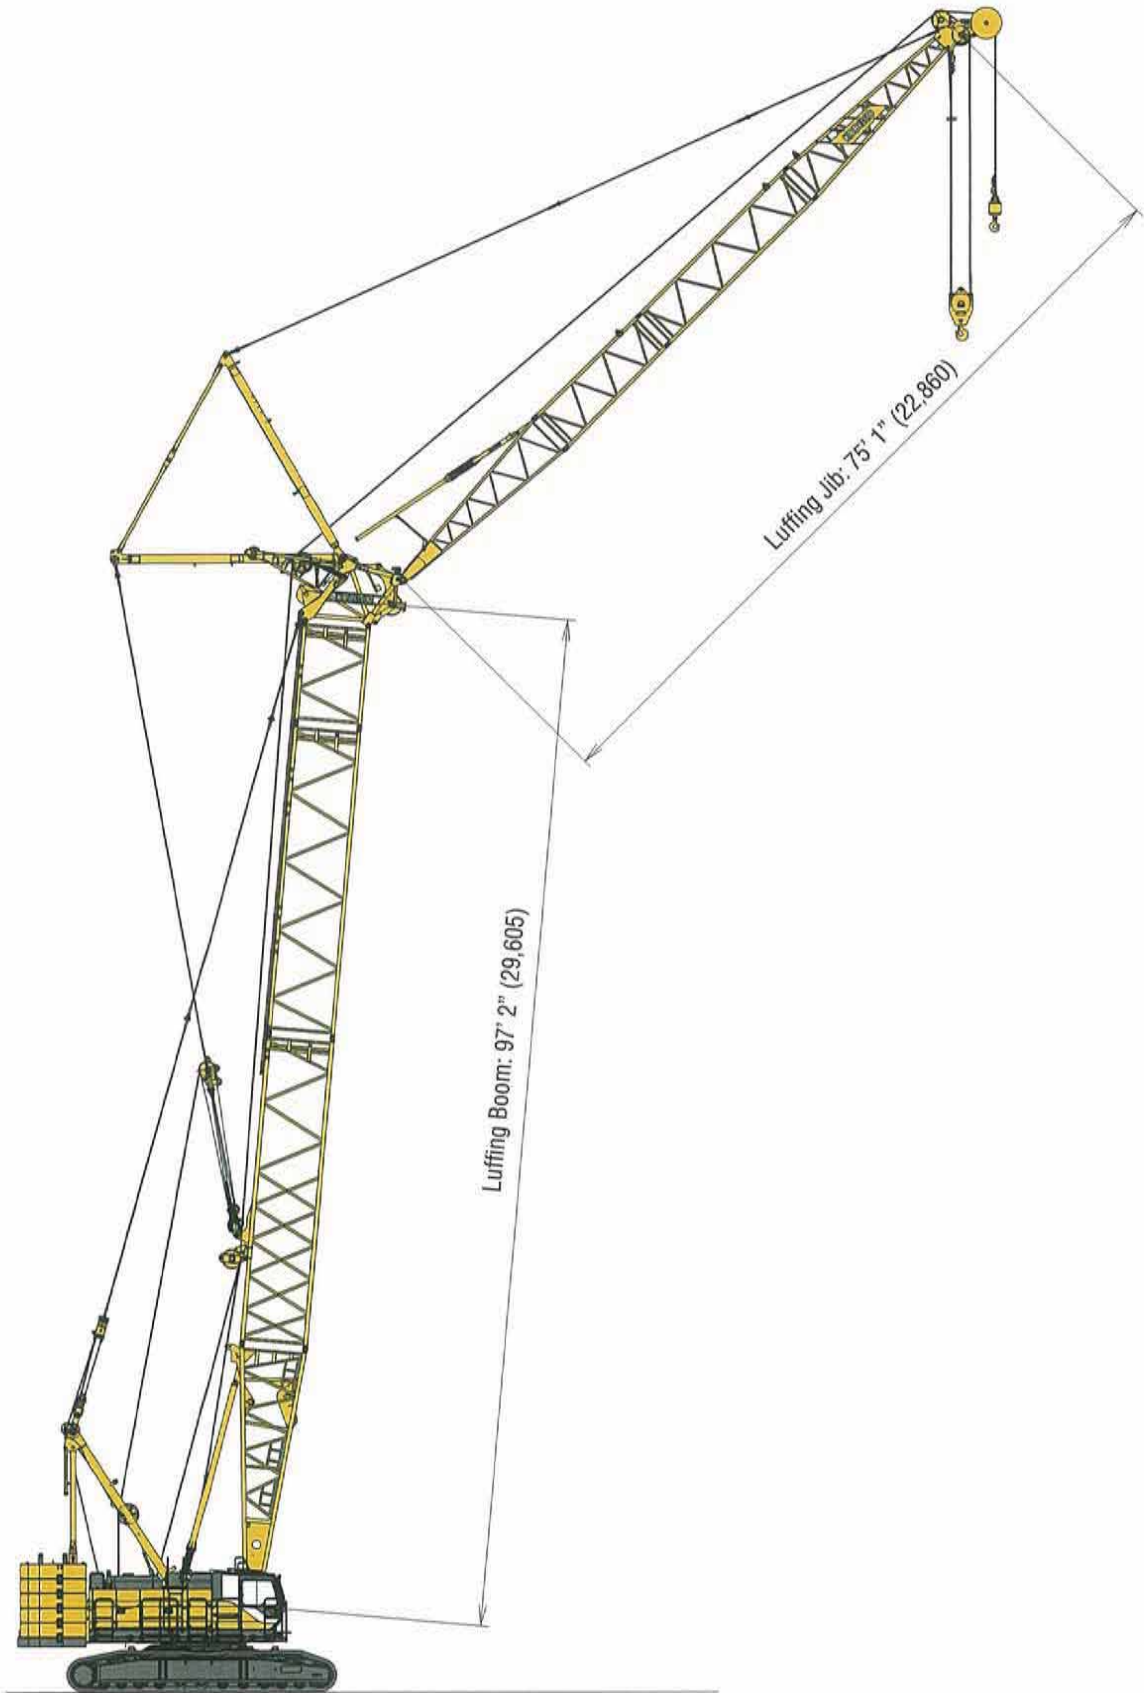 Luffing Jib: 75' 1" (22,860)
Luffing Boom: 97' 2" (29,605)